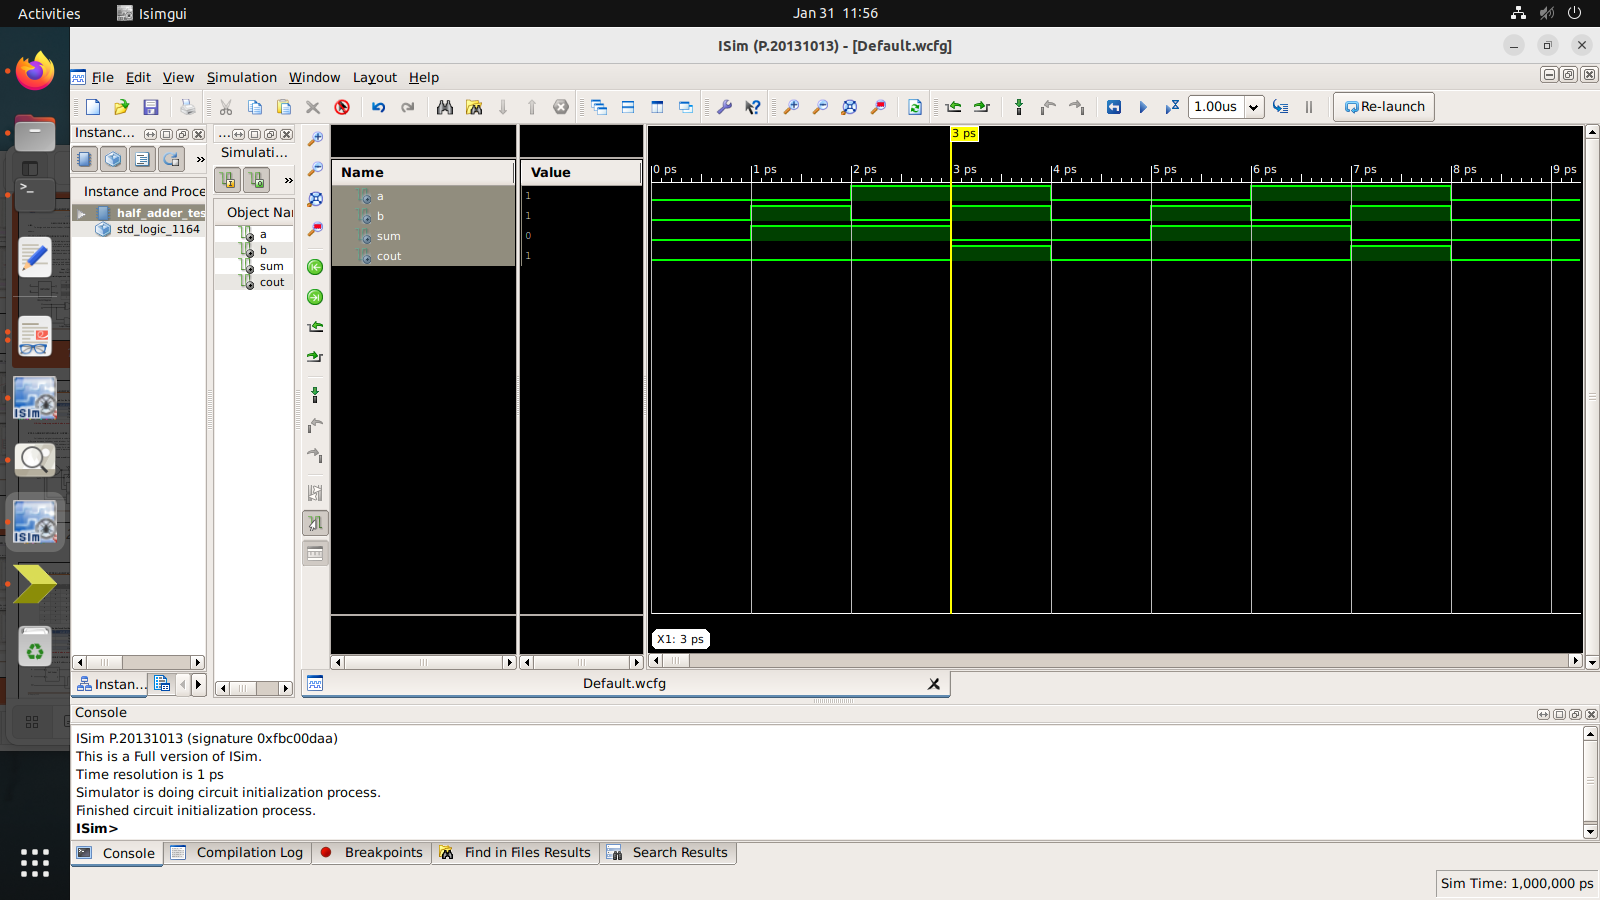 Activities
Isimgui
Jan 31 11:56
ISim (P.20131013) - [Default.wcfg]
File Edit View Simulation Window Layout Help
1.00us
Re-launch
Instanc...
...
Simulati...
Instance and Proce
half_adder_tes
std_logic_1164
Object Nar
a
b
sum
cout
Name
Value
a 1
b 1
sum 0
cout 1
3 ps
0 ps 1 ps 2 ps 3 ps 4 ps 5 ps 6 ps 7 ps 8 ps 9 ps
X1: 3 ps
Instan...
Default.wcfg
Console
ISim P.20131013 (signature 0xfbc00daa)
This is a Full version of ISim.
Time resolution is 1 ps
Simulator is doing circuit initialization process.
Finished circuit initialization process.
ISim>
Console
Compilation Log
Breakpoints
Find in Files Results
Search Results
Sim Time: 1,000,000 ps
ISim
ISim